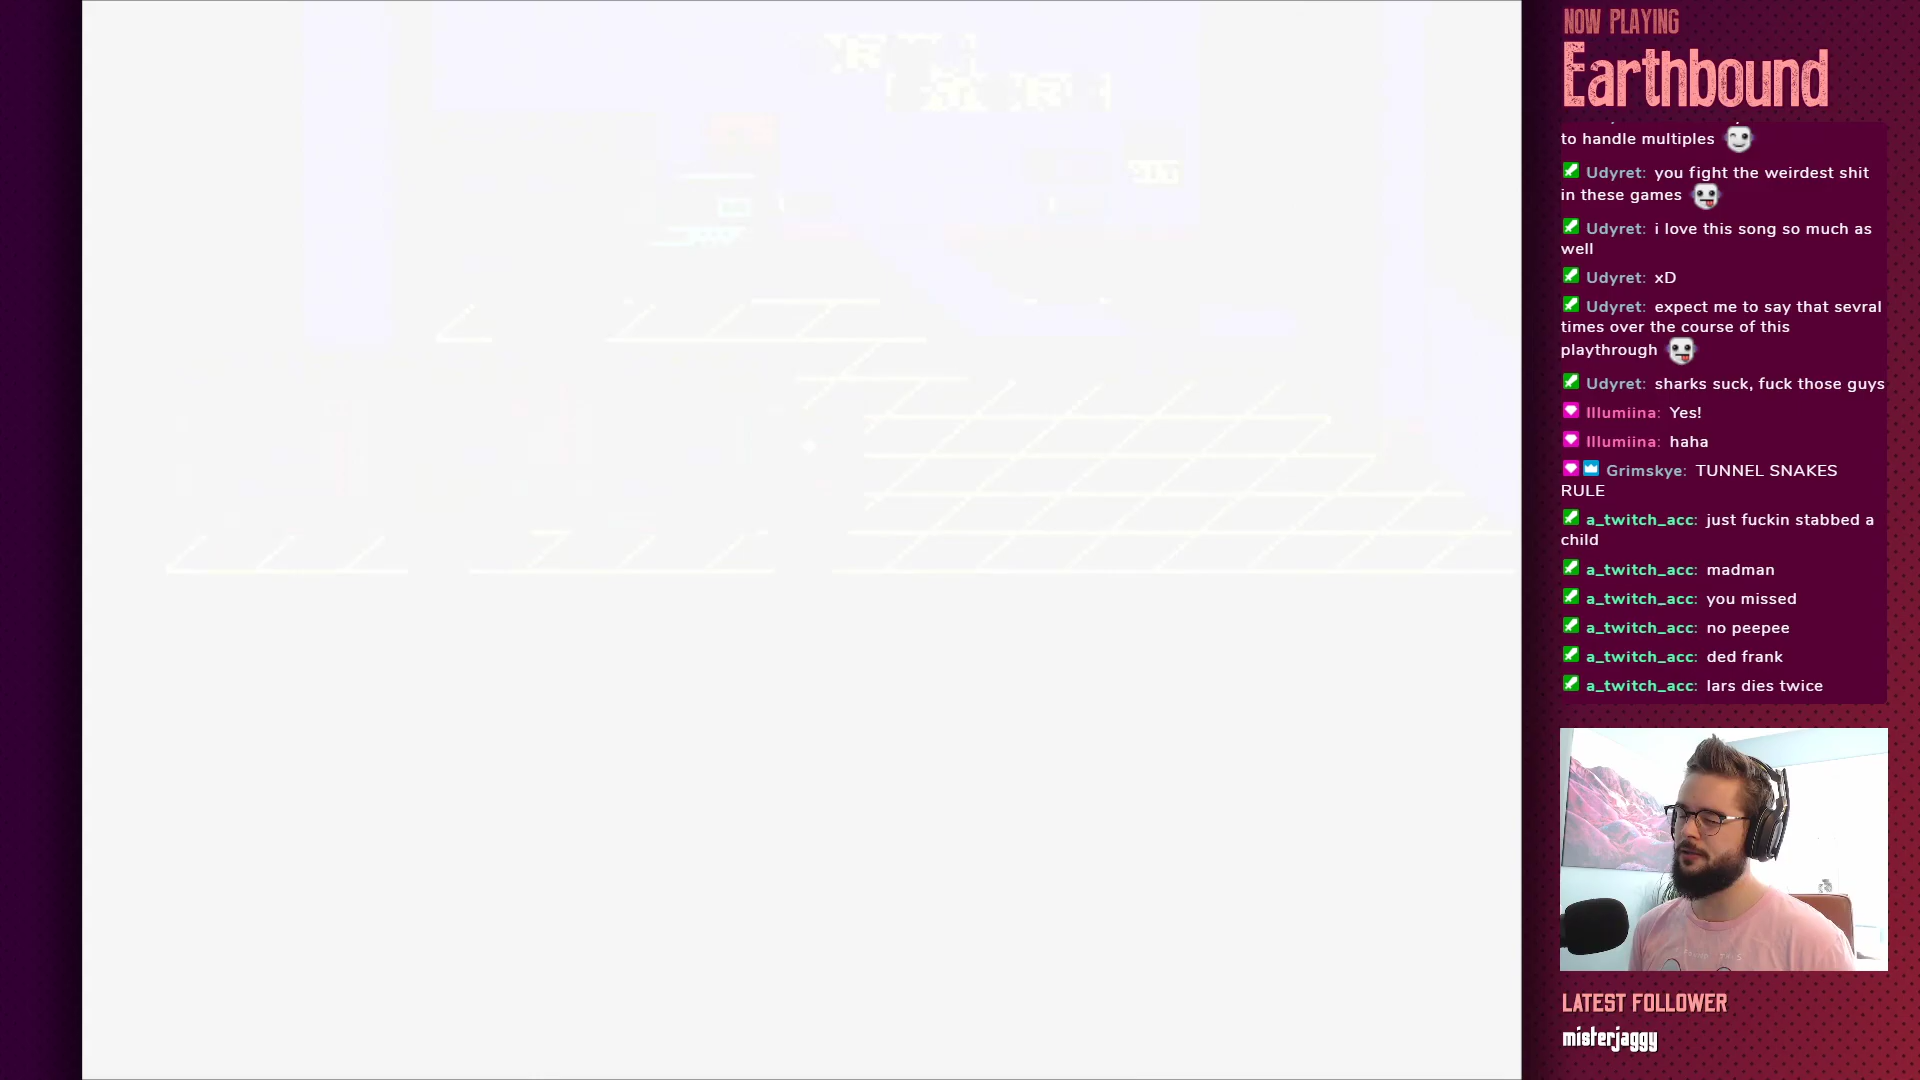 NOW PLAYING
Earthbound
to handle multiples
Udyret: you fight the weirdest shit
in these games
Udyret: i love this song so much as
well
Udyret: xD
Udyret: expect me to say that sevral
times over the course of this
playthrough
Udyret: sharks suck, fuck those guys
Illumiina: Yes!
Illumiina: haha
Grimskye: TUNNEL SNAKES
RULE
a_twitch_acc: just fuckin stabbed a
child
a_twitch_acc: madman
a_twitch_acc: you missed
a_twitch_acc: no peepee
a_twitch_acc: ded frank
a_twitch_acc: lars dies twice
LATEST FOLLOWER
misterjaggy